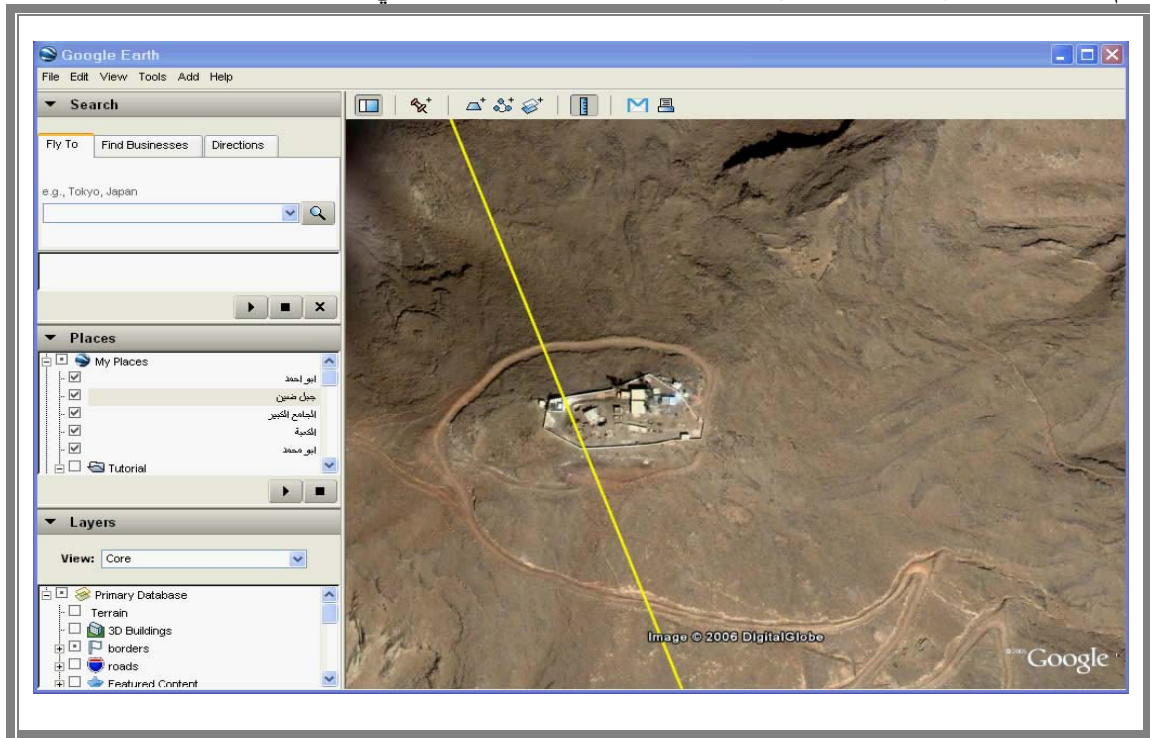 Google Earth
File Edit View Tools Add Help
Search
Fly To Find Businesses Directions
e.g., Tokyo, Japan
Places
My Places
ابو احمد
جبل ضين
الجامع الكبير
الكعبة
ابو محمد
Tutorial
Layers
View: Core
Primary Database
Terrain
3D Buildings
borders
roads
Featured Content
Image © 2006 DigitalGlobe
Google